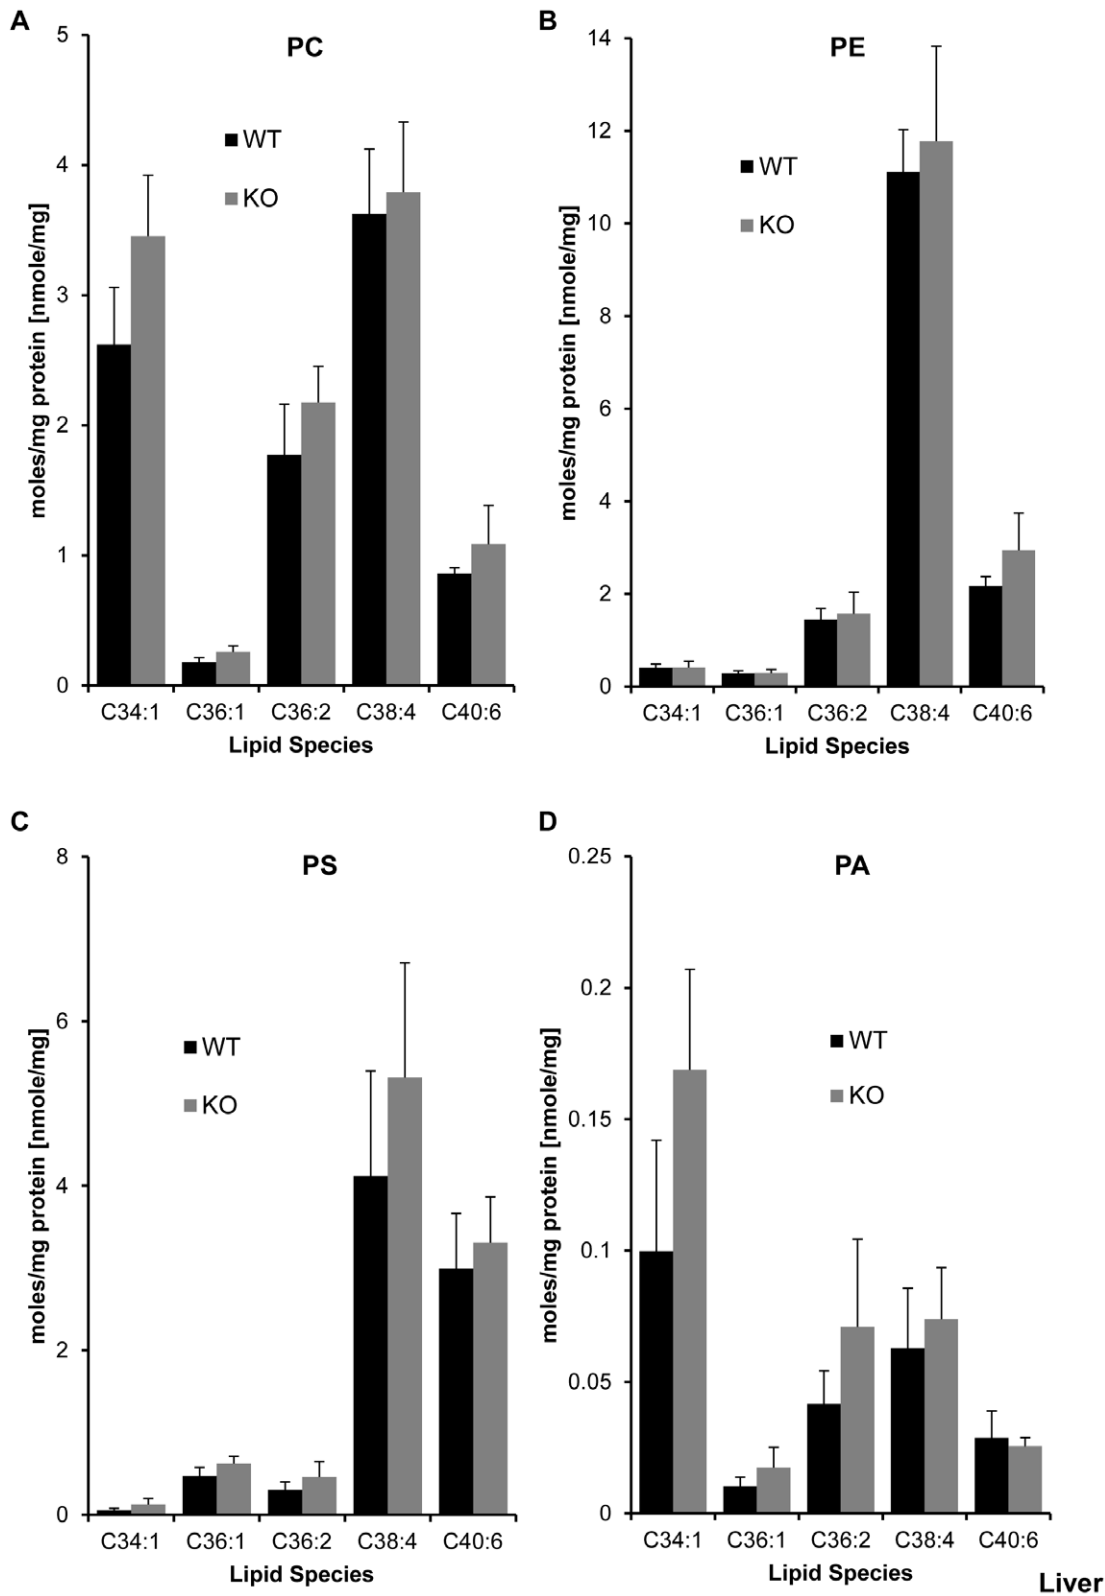 A
PC
5
4
3
2
1
0
WT
KO
moles/mg protein [nmole/mg]
C34:1 C36:1 C36:2 C38:4 C40:6
Lipid Species
B
PE
14
12
10
8
6
4
2
0
WT
KO
moles/mg protein [nmole/mg]
C34:1 C36:1 C36:2 C38:4 C40:6
Lipid Species
C
PS
8
6
4
2
0
WT
KO
moles/mg protein [nmole/mg]
C34:1 C36:1 C36:2 C38:4 C40:6
Lipid Species
D
PA
0.25
0.2
0.15
0.1
0.05
0
WT
KO
moles/mg protein [nmole/mg]
C34:1 C36:1 C36:2 C38:4 C40:6
Lipid Species
Liver